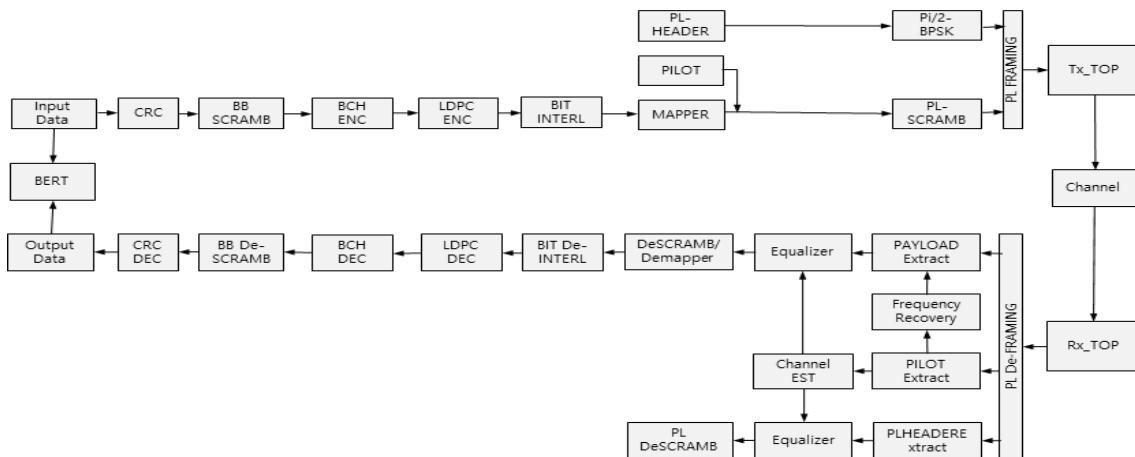 PL-
HEADER
Pi/2-
BPSK
PL FRAMING
Tx_TOP
PILOT
Input
Data
CRC
BB
SCRAMB
BCH
ENC
LDPC
ENC
BIT
INTERL
MAPPER
PL-
SCRAMB
BERT
Channel
Output
Data
CRC
DEC
BB De-
SCRAMB
BCH
DEC
LDPC
DEC
BIT De-
INTERL
DeSCRAMB/
Demapper
Equalizer
PAYLOAD
Extract
Frequency
Recovery
PL De-FRAMING
Rx_TOP
Channel
EST
PILOT
Extract
PL
DeSCRAMB
Equalizer
PLHEADERE
xtract